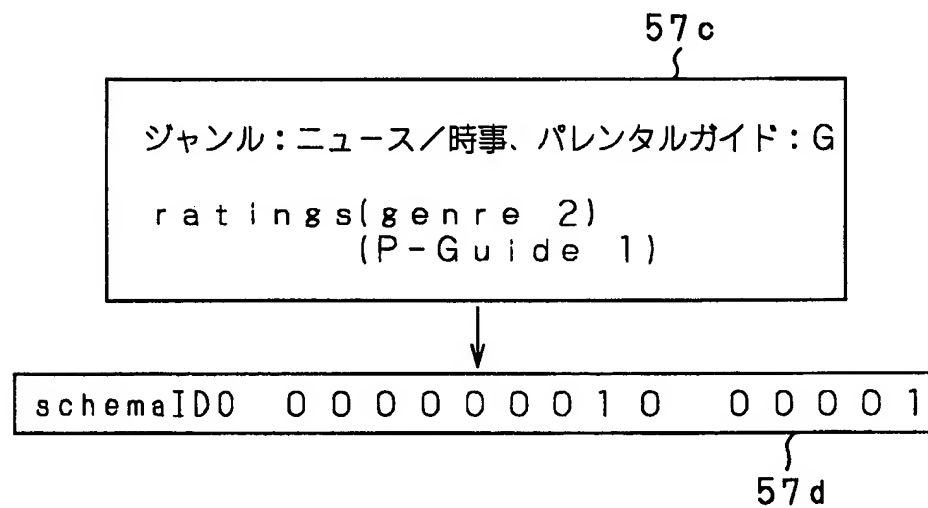 57c
ジャンル:ニュース/時事、パレンタルガイド:G
ratings(genre 2)
(P-Guide 1)
schemaID0 000000010 00001
57d